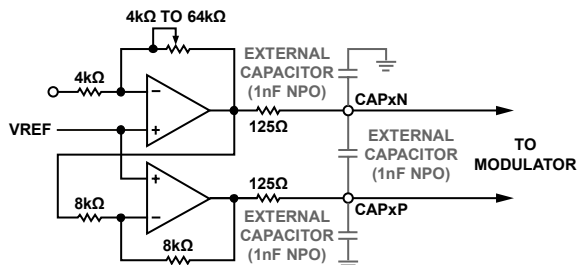 4kΩ TO 64kΩ
4kΩ
VREF
125Ω
EXTERNAL
CAPACITOR
(1nF NPO)
CAPxN
EXTERNAL
CAPACITOR
(1nF NPO)
TO
MODULATOR
8kΩ
8kΩ
125Ω
CAPxP
EXTERNAL
CAPACITOR
(1nF NPO)